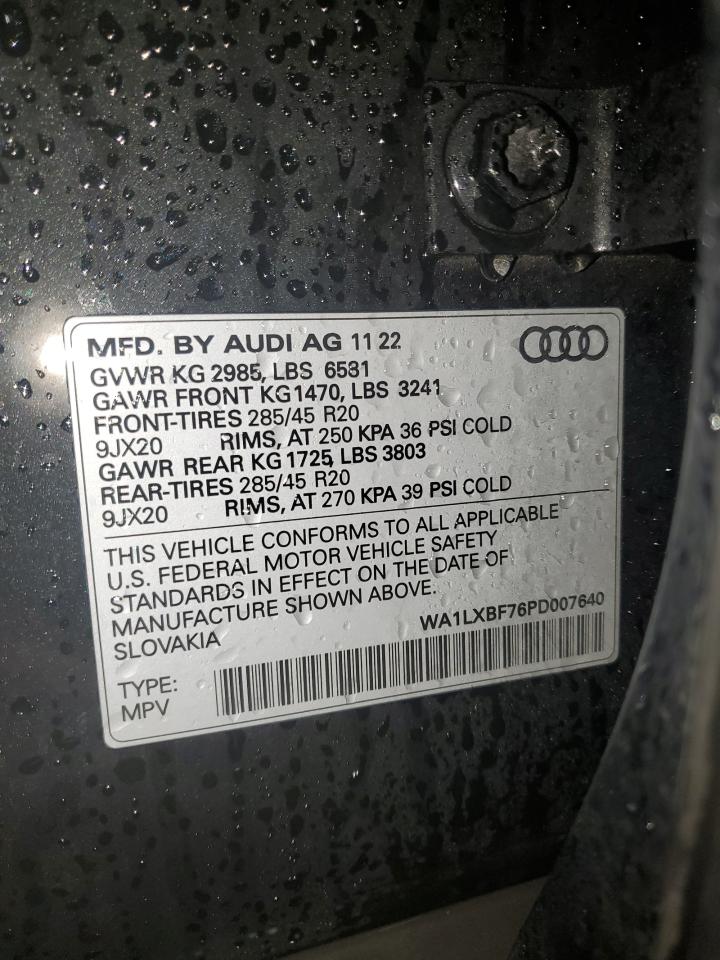 MFD. BY AUDI AG 11 22
GVWR KG 2985, LBS 6581
GAWR FRONT KG 1470, LBS 3241
FRONT-TIRES 285/45 R20
9JX20 RIMS, AT 250 KPA 36 PSI COLD
GAWR REAR KG 1725, LBS 3803
REAR-TIRES 285/45 R20
9JX20 RIMS, AT 270 KPA 39 PSI COLD
THIS VEHICLE CONFORMS TO ALL APPLICABLE
U.S. FEDERAL MOTOR VEHICLE SAFETY
STANDARDS IN EFFECT ON THE DATE OF
MANUFACTURE SHOWN ABOVE.
SLOVAKIA
WA1LXBF76PD007640
TYPE:
MPV